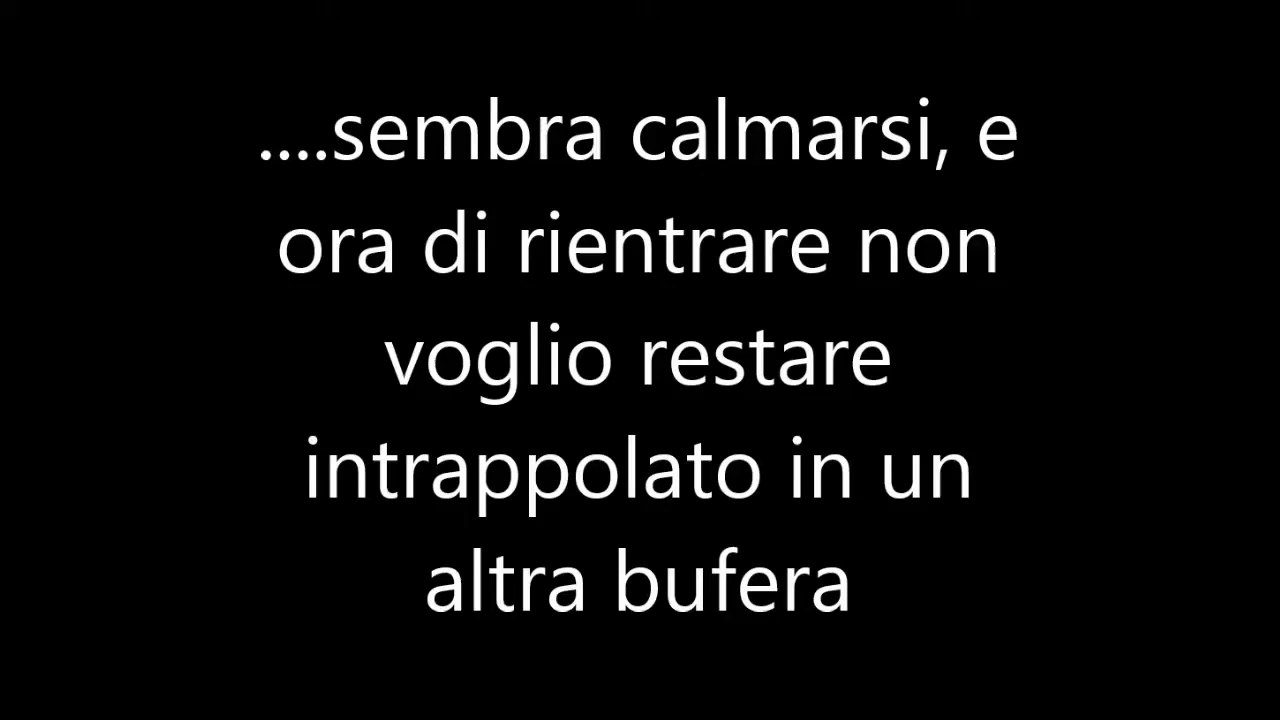 ....sembra calmarsi, e
ora di rientrare non
voglio restare
intrappolato in un
altra bufera